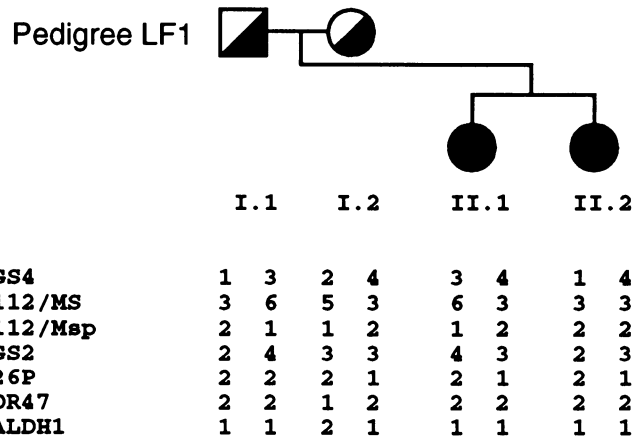 Pedigree LF1
I.1 I.2 II.1 II.2
GS4 1 3 2 4 3 4 1 4
112/MS 3 6 5 3 6 3 3 3
112/Msp 2 1 1 2 1 2 2 2
GS2 2 4 3 3 4 3 2 3
26P 2 2 2 1 2 1 2 1
OR47 2 2 1 2 2 2 2 2
ALDH1 1 1 2 1 1 1 1 1